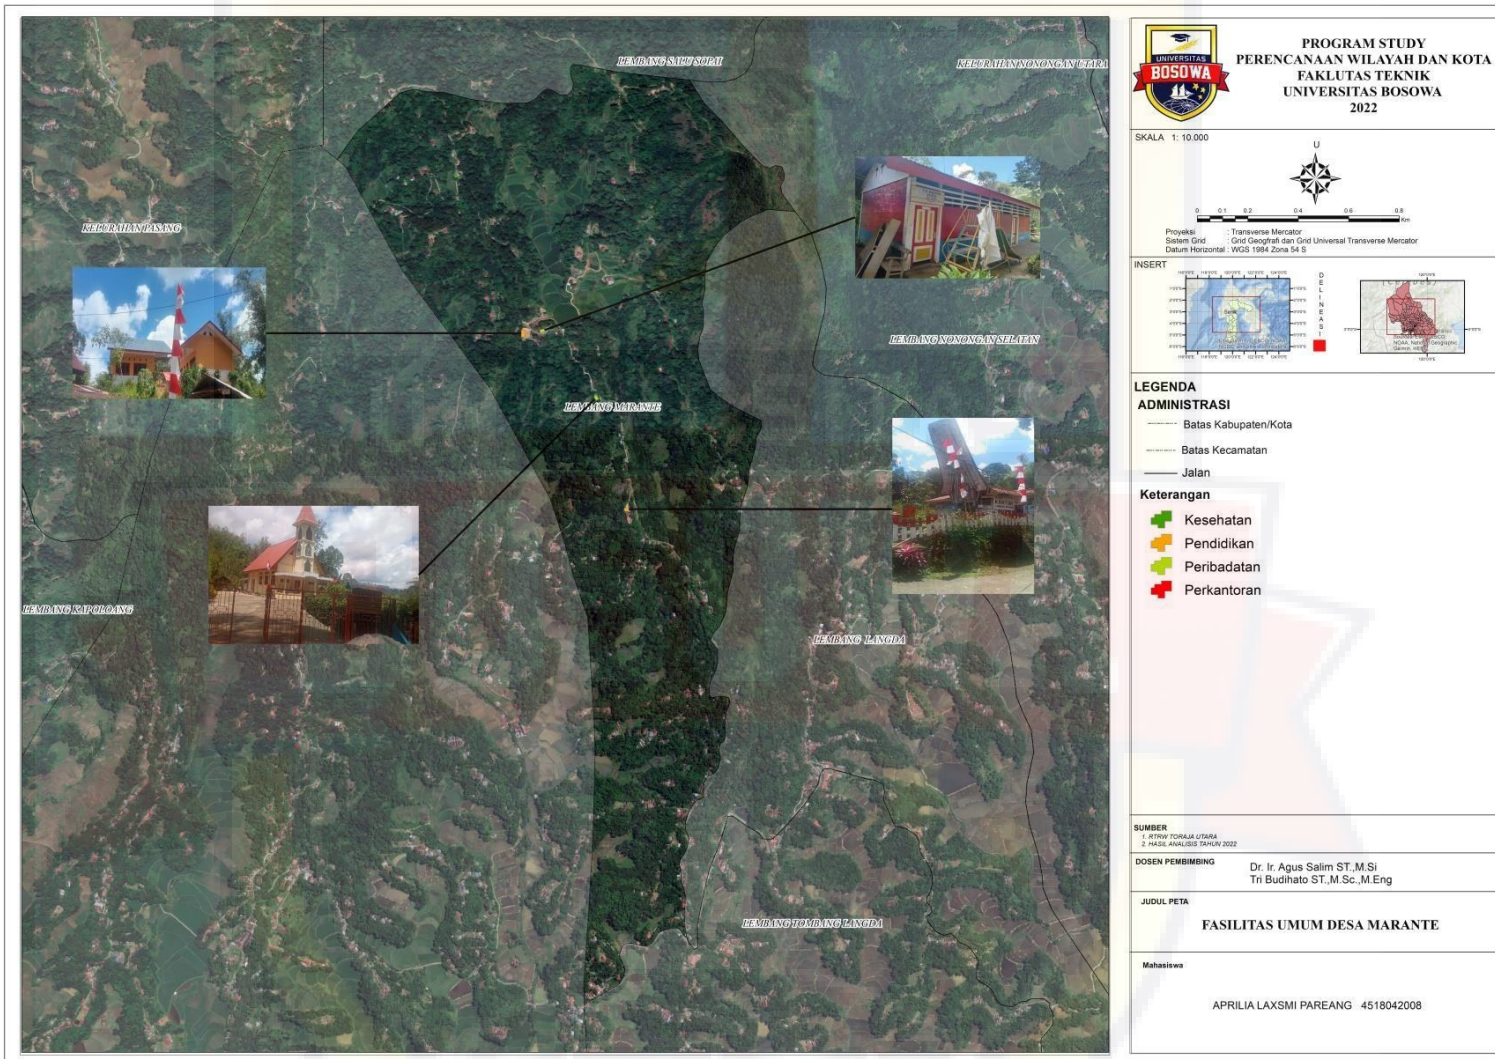 LEMBANG SALU SOPAI
KELURAHAN NONONGAN UTARA
KELURAHAN PASANG
LEMBANG NONONGAN SELATAN
LEMBANG MARANTE
LEMBANG KAPOLOANG
LEMBANG LANGDA
LEMBANG TOMBANG LANGDA
UNIVERSITAS
BOSOWA
PROGRAM STUDY
PERENCANAAN WILAYAH DAN KOTA
FAKLUTAS TEKNIK
UNIVERSITAS BOSOWA
2022
SKALA 1: 10.000
U
0 0.1 0.2 0.4 0.6 0.8
Km
Proyeksi : Transverse Mercator
Sistem Grid : Grid Geogfrafi dan Grid Universal Transverse Mercator
Datum Horizontal : WGS 1984 Zona 54 S
INSERT
DELINEASI
LEGENDA
ADMINISTRASI
Batas Kabupaten/Kota
Batas Kecamatan
Jalan
Keterangan
Kesehatan
Pendidikan
Peribadatan
Perkantoran
SUMBER
1. RTRW TORAJA UTARA
2. HASIL ANALISIS TAHUN 2022
DOSEN PEMBIMBING
Dr. Ir. Agus Salim ST.,M.Si
Tri Budihato ST.,M.Sc.,M.Eng
JUDUL PETA
FASILITAS UMUM DESA MARANTE
Mahasiswa
APRILIA LAXSMI PAREANG 4518042008